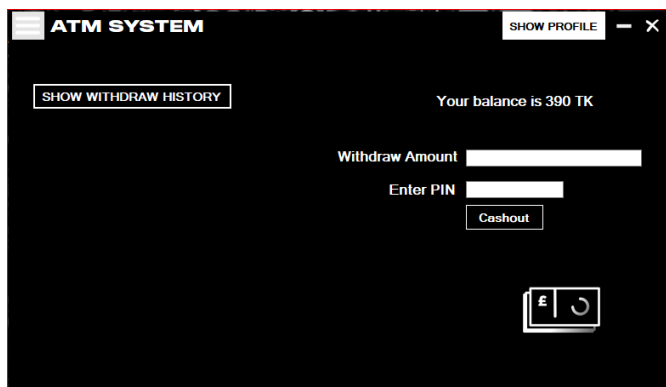 ATM SYSTEM
SHOW PROFILE
SHOW WITHDRAW HISTORY
Your balance is 390 TK
Withdraw Amount
Enter PIN
Cashout
£